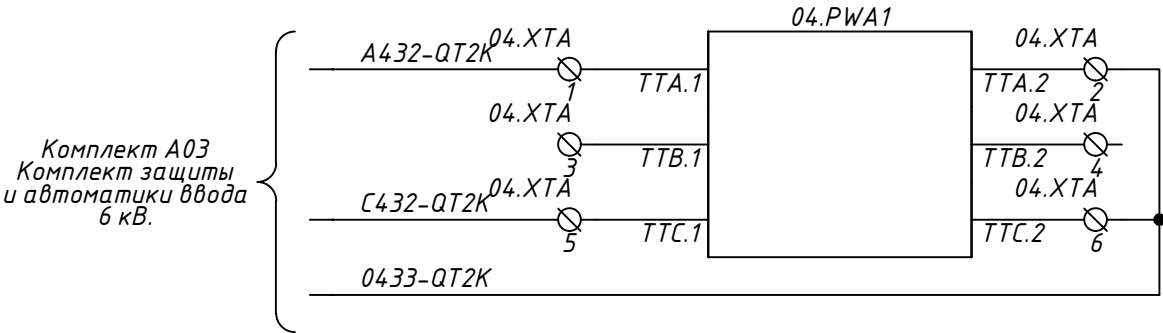 04.PWA1
04.XTA
04.XTA
A432-QT2K
TTA.1
TTA.2
1
2
04.XTA
04.XTA
Комплект А03
Комплект защиты
и автоматики ввода
6 кВ.
TTB.1
TTB.2
3
4
04.XTA
04.XTA
C432-QT2K
TTC.1
TTC.2
5
6
0433-QT2K